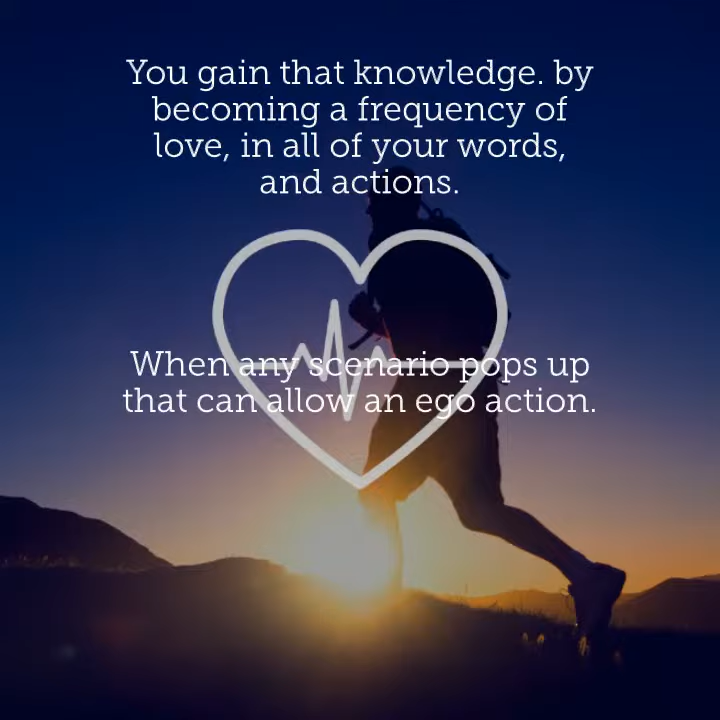 You gain that knowledge. by
becoming a frequency of
love, in all of your words,
and actions.
When any scenario pops up
that can allow an ego action.